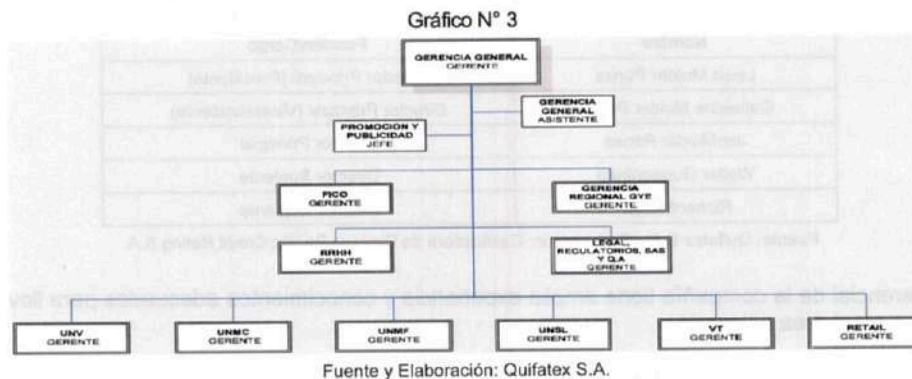 Gráfico N° 3
GERENCIA GENERAL
GERENTE
GERENCIA
GENERAL
ASISTENTE
PROMOCION Y
PUBLICIDAD
JEFE
FICO
GERENTE
GERENCIA
REGIONAL GYE
GERENTE
RRHH
GERENTE
LEGAL,
REGULATORIOS, SAS
Y Q.A
GERENTE
UNV
GERENTE
UNMC
GERENTE
UNMF
GERENTE
UNSL
GERENTE
VT
GERENTE
RETAIL
GERENTE
Fuente y Elaboración: Quifatex S.A.